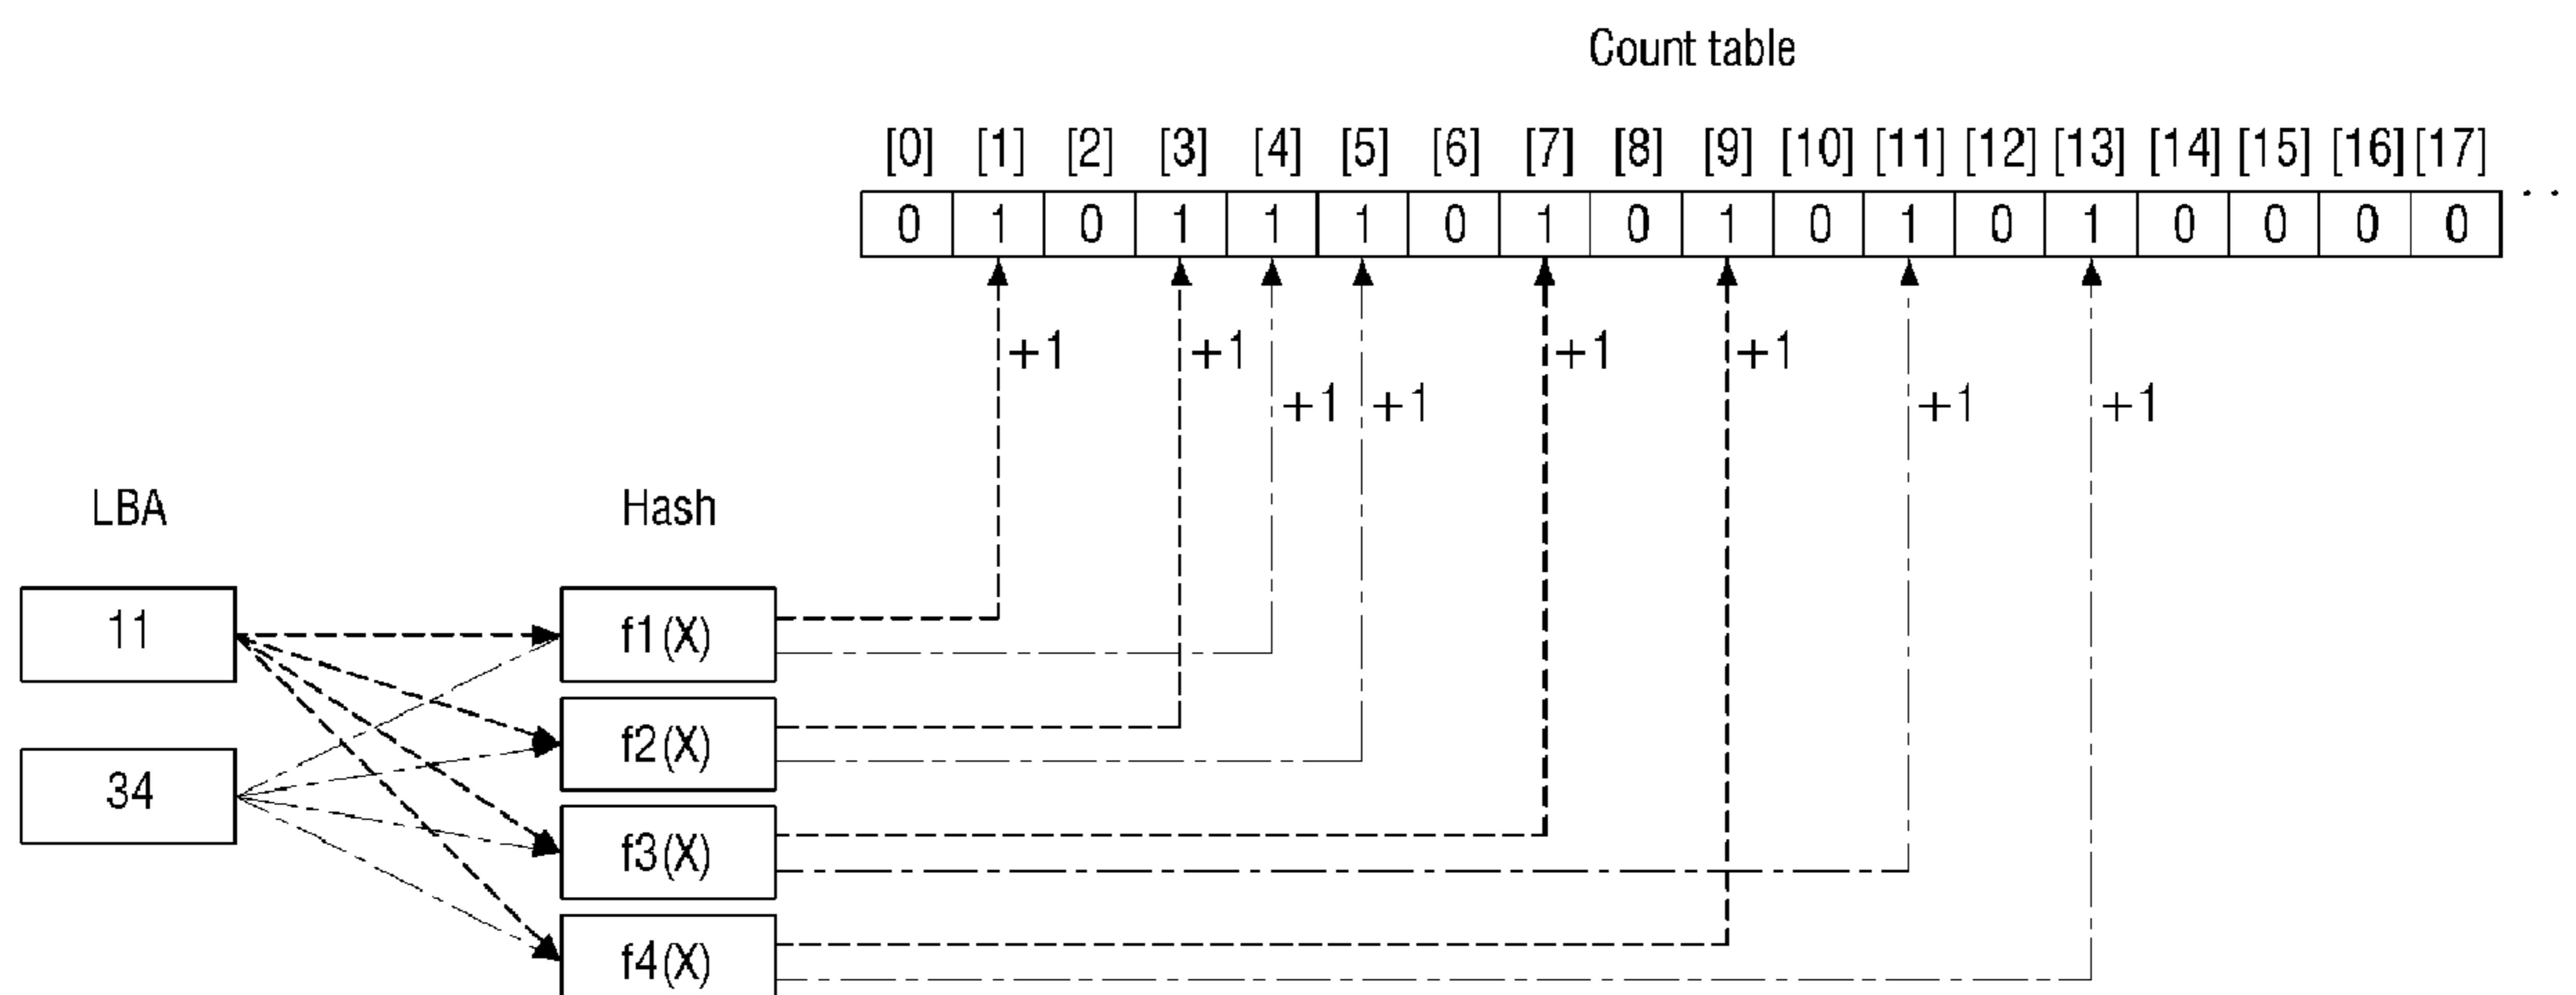 Count table
[0] [1] [2] [3] [4] [5] [6] [7] [8] [9] [10] [11] [12] [13] [14] [15] [16] [17]
0 1 0 1 1 1 0 1 0 1 0 1 0 1 0 0 0 0 . .
+1 +1 +1 +1
+1 +1 +1 +1
LBA Hash
11 f1(X)
34 f2(X)
f3(X)
f4(X)